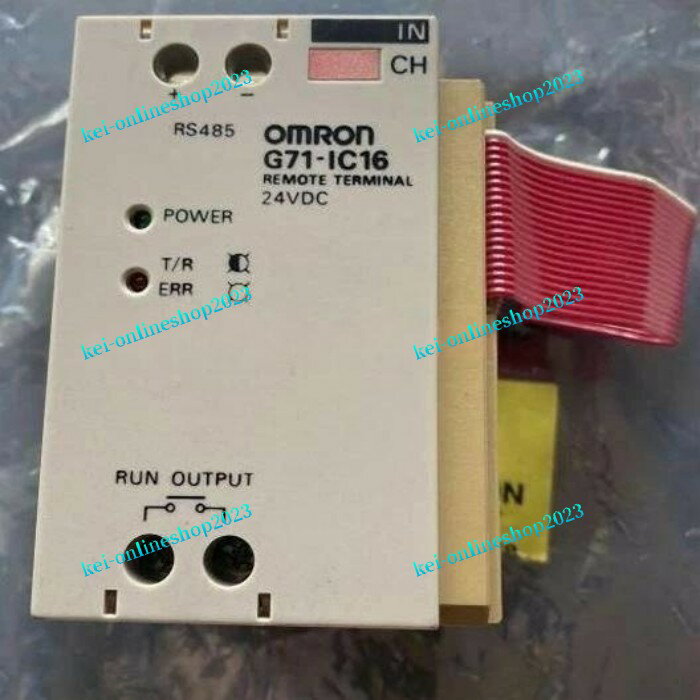 IN
CH
+ −
RS485
OMRON
G71-IC16
REMOTE TERMINAL
24VDC
POWER
T/R
ERR
RUN OUTPUT
ON
kei-onlineshop2023
kei-onlineshop2023
kei-onlineshop2023
kei-onlineshop2023
kei-onlineshop2023
kei-onlineshop2023